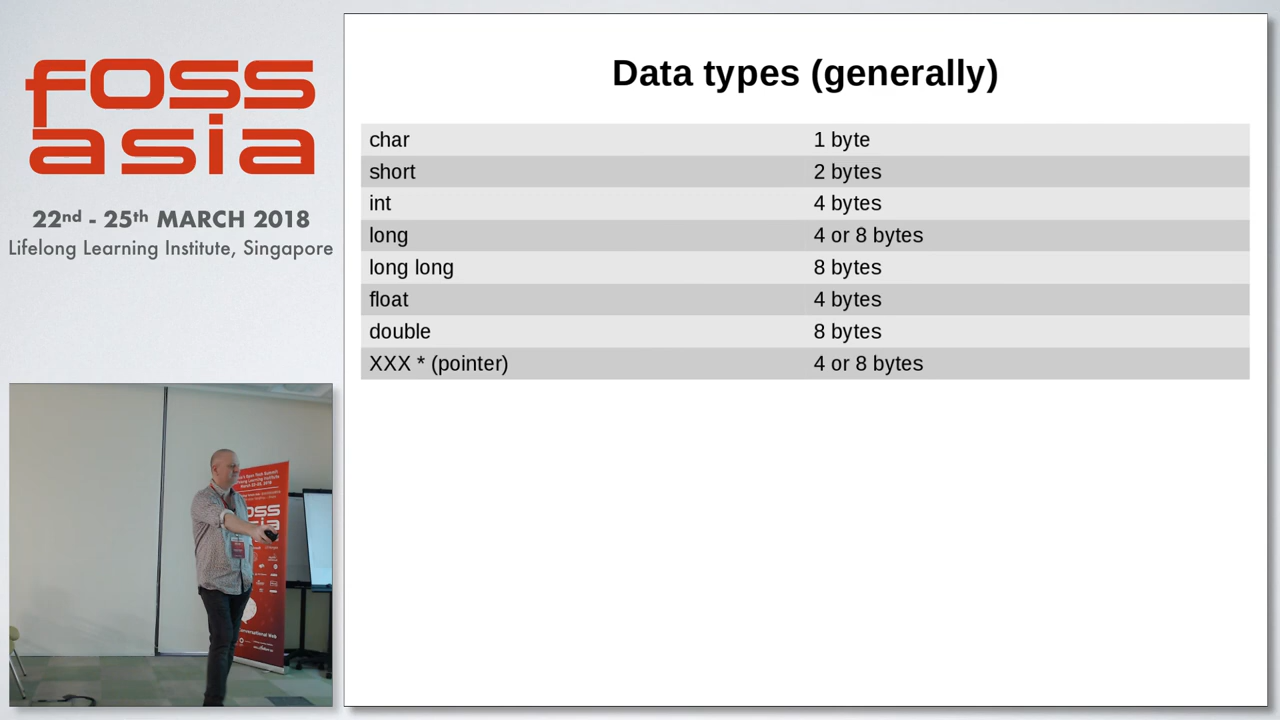 foss
asia
22nd - 25th MARCH 2018
Lifelong Learning Institute, Singapore
Data types (generally)
char 1 byte
short 2 bytes
int 4 bytes
long 4 or 8 bytes
long long 8 bytes
float 4 bytes
double 8 bytes
XXX * (pointer) 4 or 8 bytes